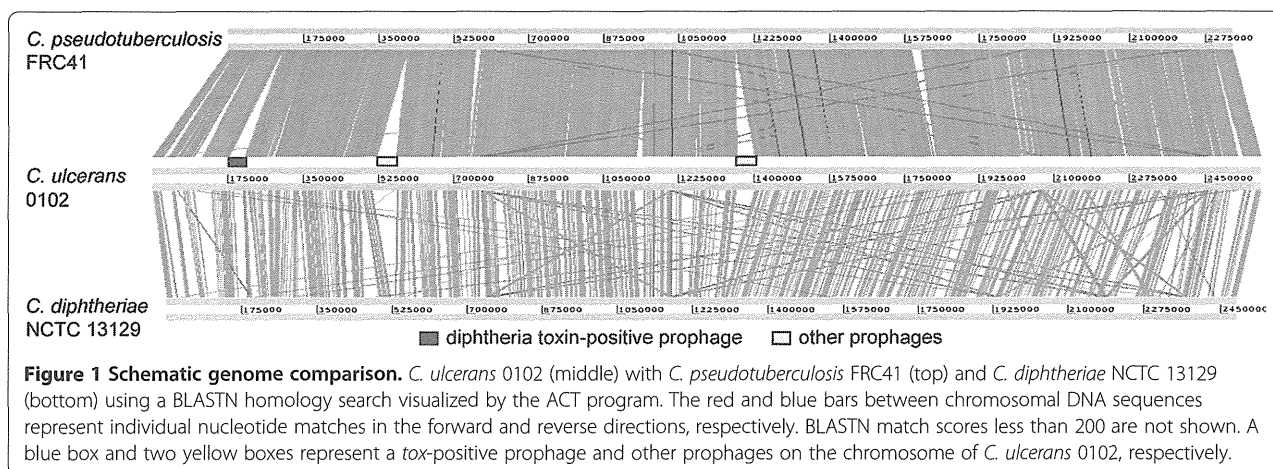 C. pseudotuberculosis
FRC41
175000 350000 525000 700000 875000 1050000 1225000 1400000 1575000 1750000 1925000 2100000 2275000
C. ulcerans
0102
175000 350000 525000 700000 875000 1050000 1225000 1400000 1575000 1750000 1925000 2100000 2275000 2450000
C. diphtheriae
NCTC 13129
175000 350000 525000 700000 875000 1050000 1225000 1400000 1575000 1750000 1925000 2100000 2275000 2450000
diphtheria toxin-positive prophage other prophages
Figure 1 Schematic genome comparison. C. ulcerans 0102 (middle) with C. pseudotuberculosis FRC41 (top) and C. diphtheriae NCTC 13129
(bottom) using a BLASTN homology search visualized by the ACT program. The red and blue bars between chromosomal DNA sequences
represent individual nucleotide matches in the forward and reverse directions, respectively. BLASTN match scores less than 200 are not shown. A
blue box and two yellow boxes represent a tox-positive prophage and other prophages on the chromosome of C. ulcerans 0102, respectively.